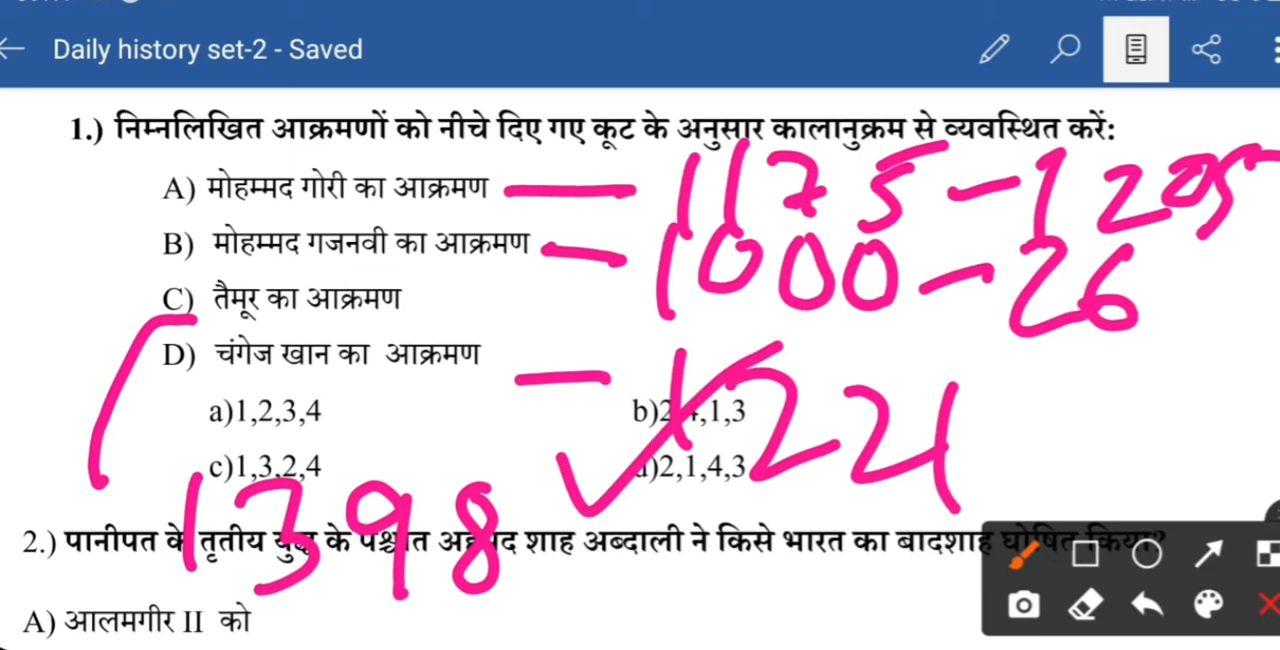 Daily history set-2 - Saved
1.) निम्नलिखित आक्रमणों को नीचे दिए गए कूट के अनुसार कालानुक्रम से व्यवस्थित करें:
A) मोहम्मद गोरी का आक्रमण — 1175-1205
B) मोहम्मद गजनवी का आक्रमण — 1000-26
C) तैमूर का आक्रमण
D) चंगेज खान का आक्रमण — 1221
a)1,2,3,4 b)2,4,1,3
c)1,3,2,4 d)2,1,4,3
1398
2.) पानीपत के तृतीय युद्ध के पश्चात अहमद शाह अब्दाली ने किसे भारत का बादशाह घोषित किया?
A) आलमगीर II को